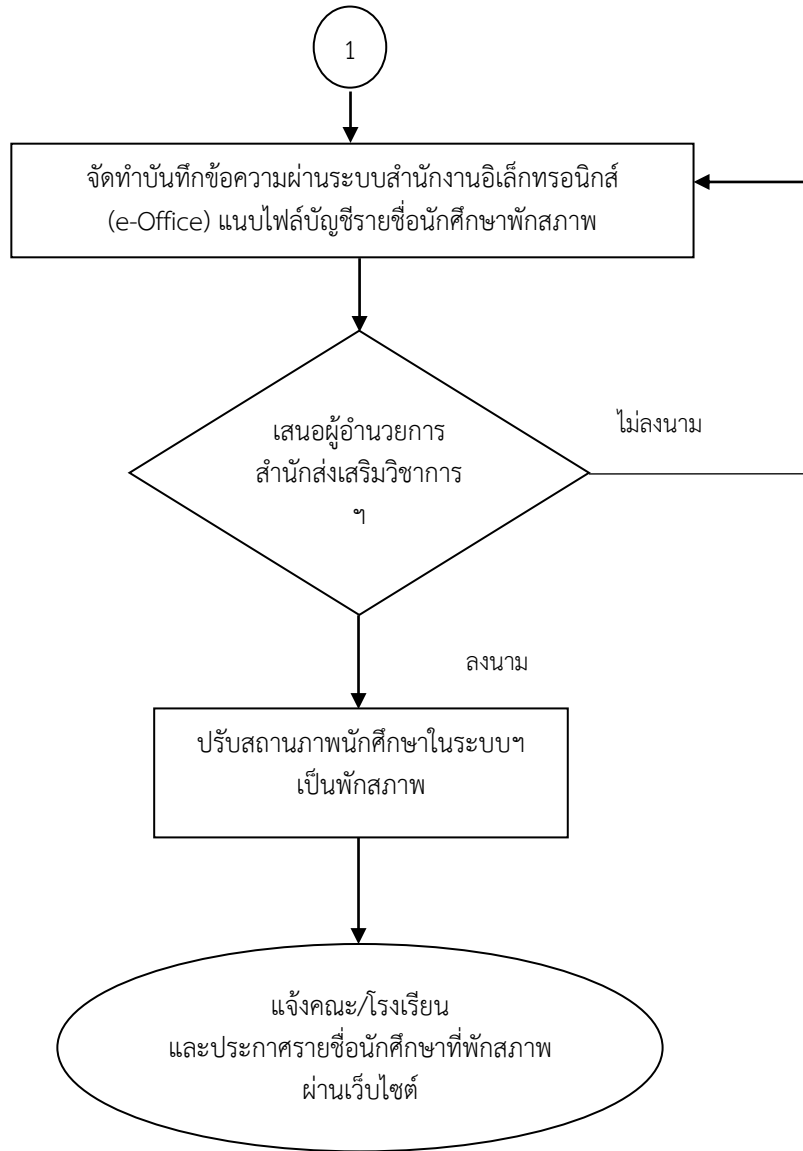 1
จัดทำบันทึกข้อความผ่านระบบสำนักงานอิเล็กทรอนิกส์
(e-Office) แนบไฟล์บัญชีรายชื่อนักศึกษาพักสภาพ
เสนอผู้อำนวยการ
สำนักส่งเสริมวิชาการ
ฯ
ไม่ลงนาม
ลงนาม
ปรับสถานภาพนักศึกษาในระบบฯ
เป็นพักสภาพ
แจ้งคณะ/โรงเรียน
และประกาศรายชื่อนักศึกษาที่พักสภาพ
ผ่านเว็บไซต์